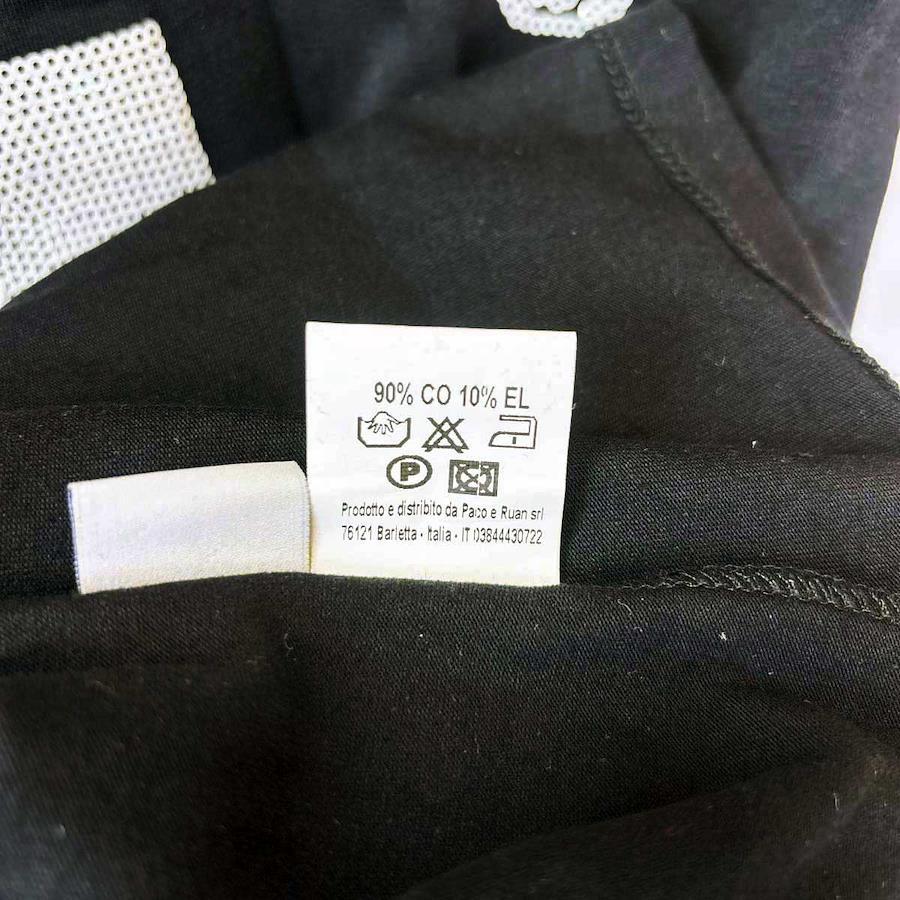 90% CO 10% EL
P
Prodotto e distribito da Paco e Ruan srl
76121 Barletta - Italia - IT 03844430722